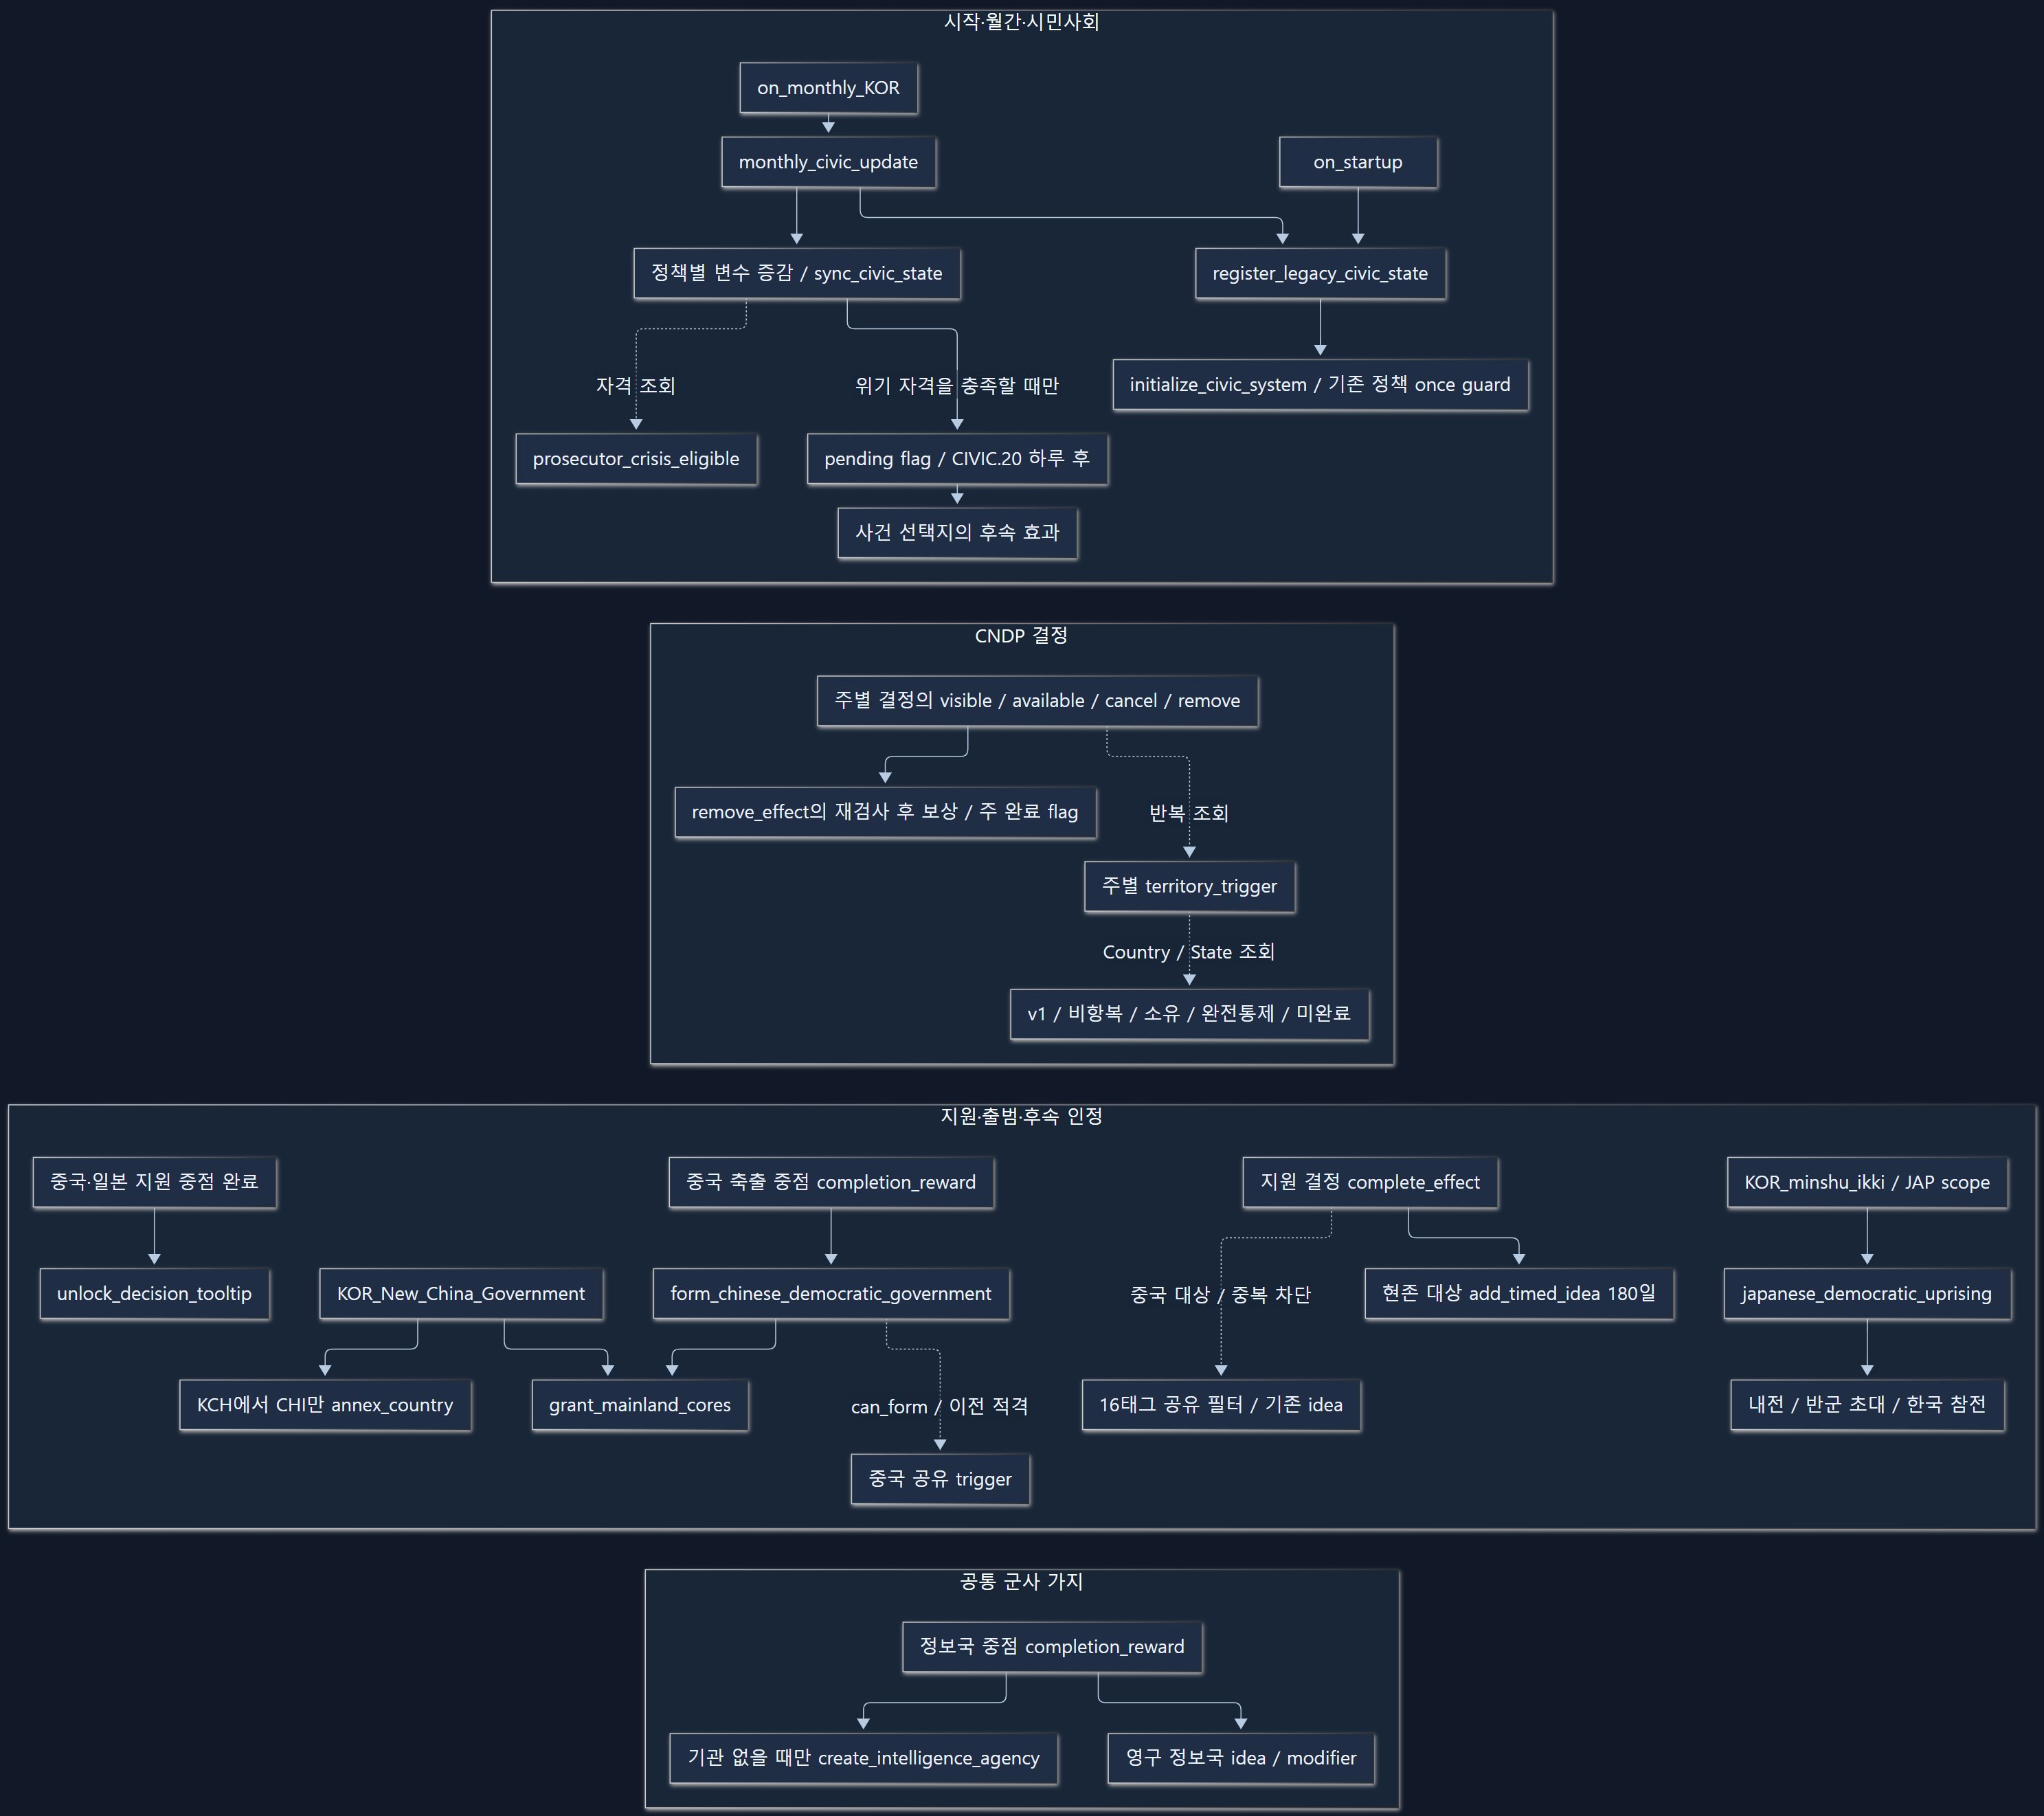 시작·월간·시민사회
on_monthly_KOR
monthly_civic_update
on_startup
정책별 변수 증감 / sync_civic_state
register_legacy_civic_state
자격 조회
위기 자격을 충족할 때만
initialize_civic_system / 기존 정책 once guard
prosecutor_crisis_eligible
pending flag / CIVIC.20 하루 후
사건 선택지의 후속 효과
CNDP 결정
주별 결정의 visible / available / cancel / remove
remove_effect의 재검사 후 보상 / 주 완료 flag
반복 조회
주별 territory_trigger
Country / State 조회
v1 / 비항복 / 소유 / 완전통제 / 미완료
지원·출범·후속 인정
중국·일본 지원 중점 완료
중국 축출 중점 completion_reward
지원 결정 complete_effect
KOR_minshu_ikki / JAP scope
unlock_decision_tooltip
KOR_New_China_Government
form_chinese_democratic_government
중국 대상 / 중복 차단
현존 대상 add_timed_idea 180일
japanese_democratic_uprising
KCH에서 CHI만 annex_country
grant_mainland_cores
can_form / 이전 적격
16태그 공유 필터 / 기존 idea
내전 / 반군 초대 / 한국 참전
중국 공유 trigger
공통 군사 가지
정보국 중점 completion_reward
기관 없을 때만 create_intelligence_agency
영구 정보국 idea / modifier